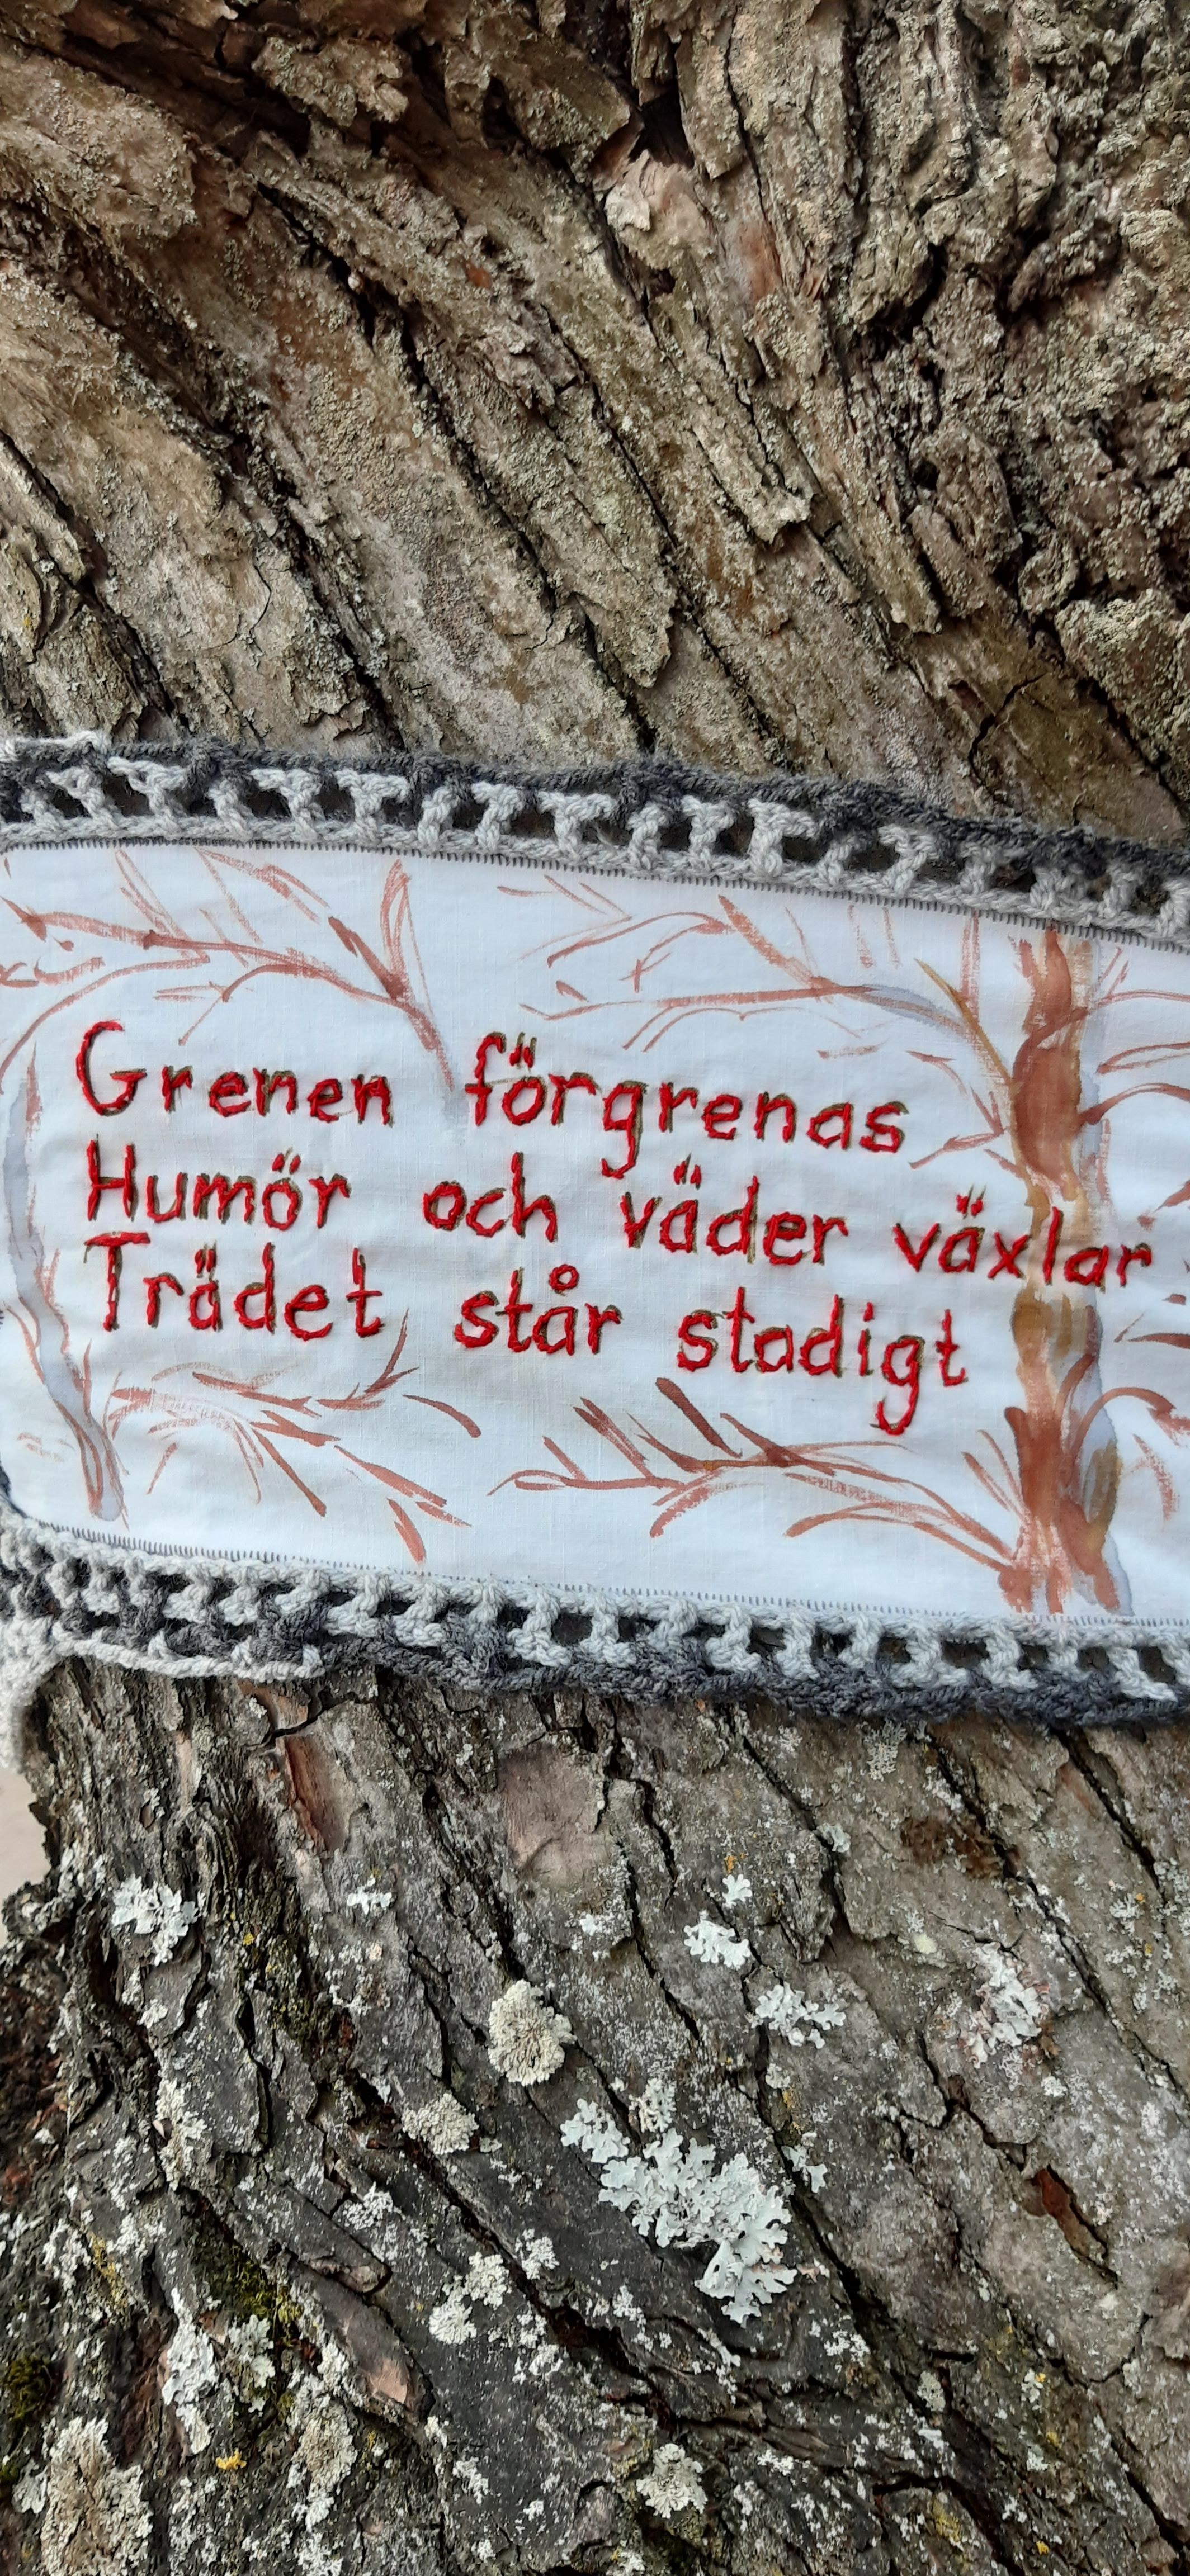 Grenen förgrenas
Humör och väder växlar
Trädet står stadigt